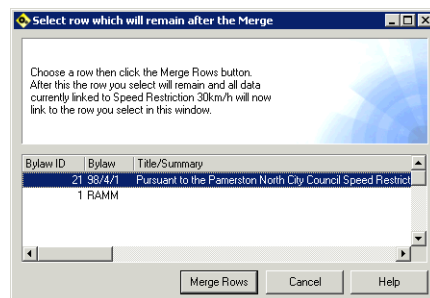 Select row which will remain after the Merge
Choose a row then click the Merge Rows button.
After this the row you select will remain and all data
currently linked to Speed Restriction 30km/h will now
link to the row you select in this window.
Bylaw ID Bylaw Title/Summary
21 98/4/1 Pursuant to the Pamerston North City Council Speed Restrict
1 RAMM
Merge Rows Cancel Help